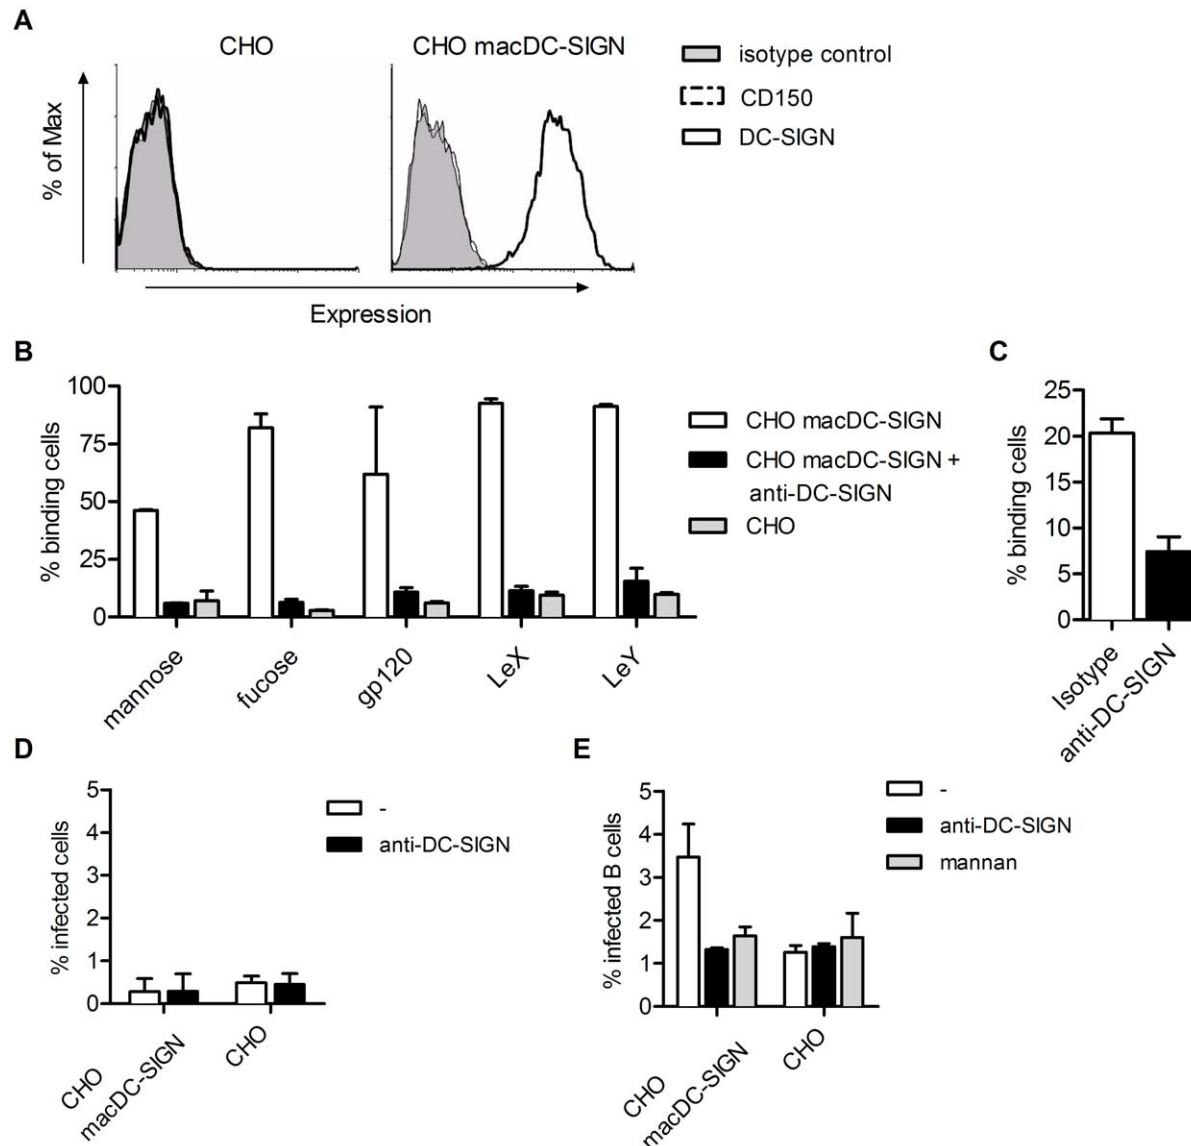 A
CHO
CHO macDC-SIGN
isotype control
CD150
DC-SIGN
% of Max
Expression
B
% binding cells
100
75
50
25
0
mannose
fucose
gp120
LeX
LeY
CHO macDC-SIGN
CHO macDC-SIGN +
anti-DC-SIGN
CHO
C
% binding cells
25
20
15
10
5
0
Isotype
anti-DC-SIGN
D
% infected cells
5
4
3
2
1
0
CHO
macDC-SIGN
CHO
-
anti-DC-SIGN
E
% infected B cells
5
4
3
2
1
0
CHO
macDC-SIGN
CHO
-
anti-DC-SIGN
mannan